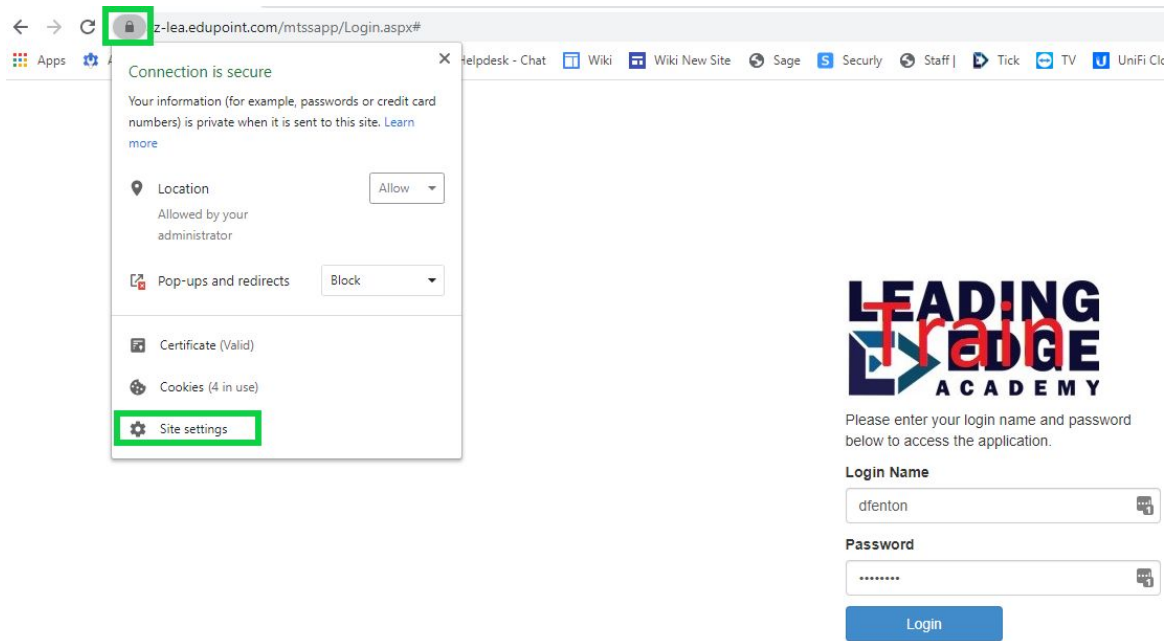 z-lea.edupoint.com/mtssapp/Login.aspx#
Apps
Helpdesk - Chat Wiki Wiki New Site Sage Securly Staff | Tick TV UniFi Clo
Connection is secure
Your information (for example, passwords or credit card
numbers) is private when it is sent to this site. Learn
more
Location Allow
Allowed by your
administrator
Pop-ups and redirects Block
Certificate (Valid)
Cookies (4 in use)
Site settings
LEADING
Train
EDGE
ACADEMY
Please enter your login name and password
below to access the application.
Login Name
dfenton
Password
••••••••
Login